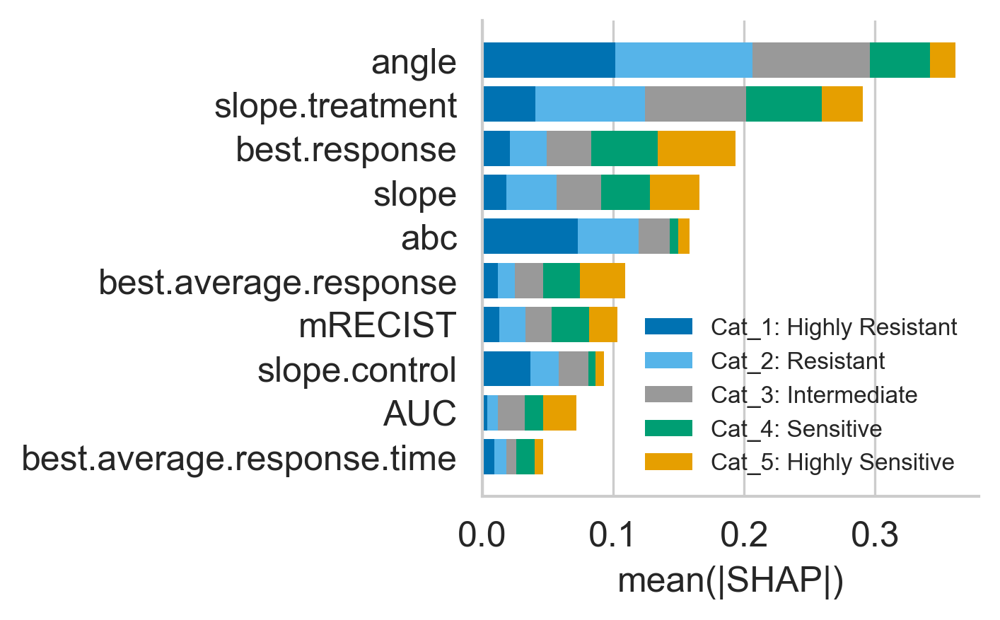 angle
slope.treatment
best.response
slope
abc
best.average.response
mRECIST
slope.control
AUC
best.average.response.time
Cat_1: Highly Resistant
Cat_2: Resistant
Cat_3: Intermediate
Cat_4: Sensitive
Cat_5: Highly Sensitive
0.0 0.1 0.2 0.3
mean(|SHAP|)